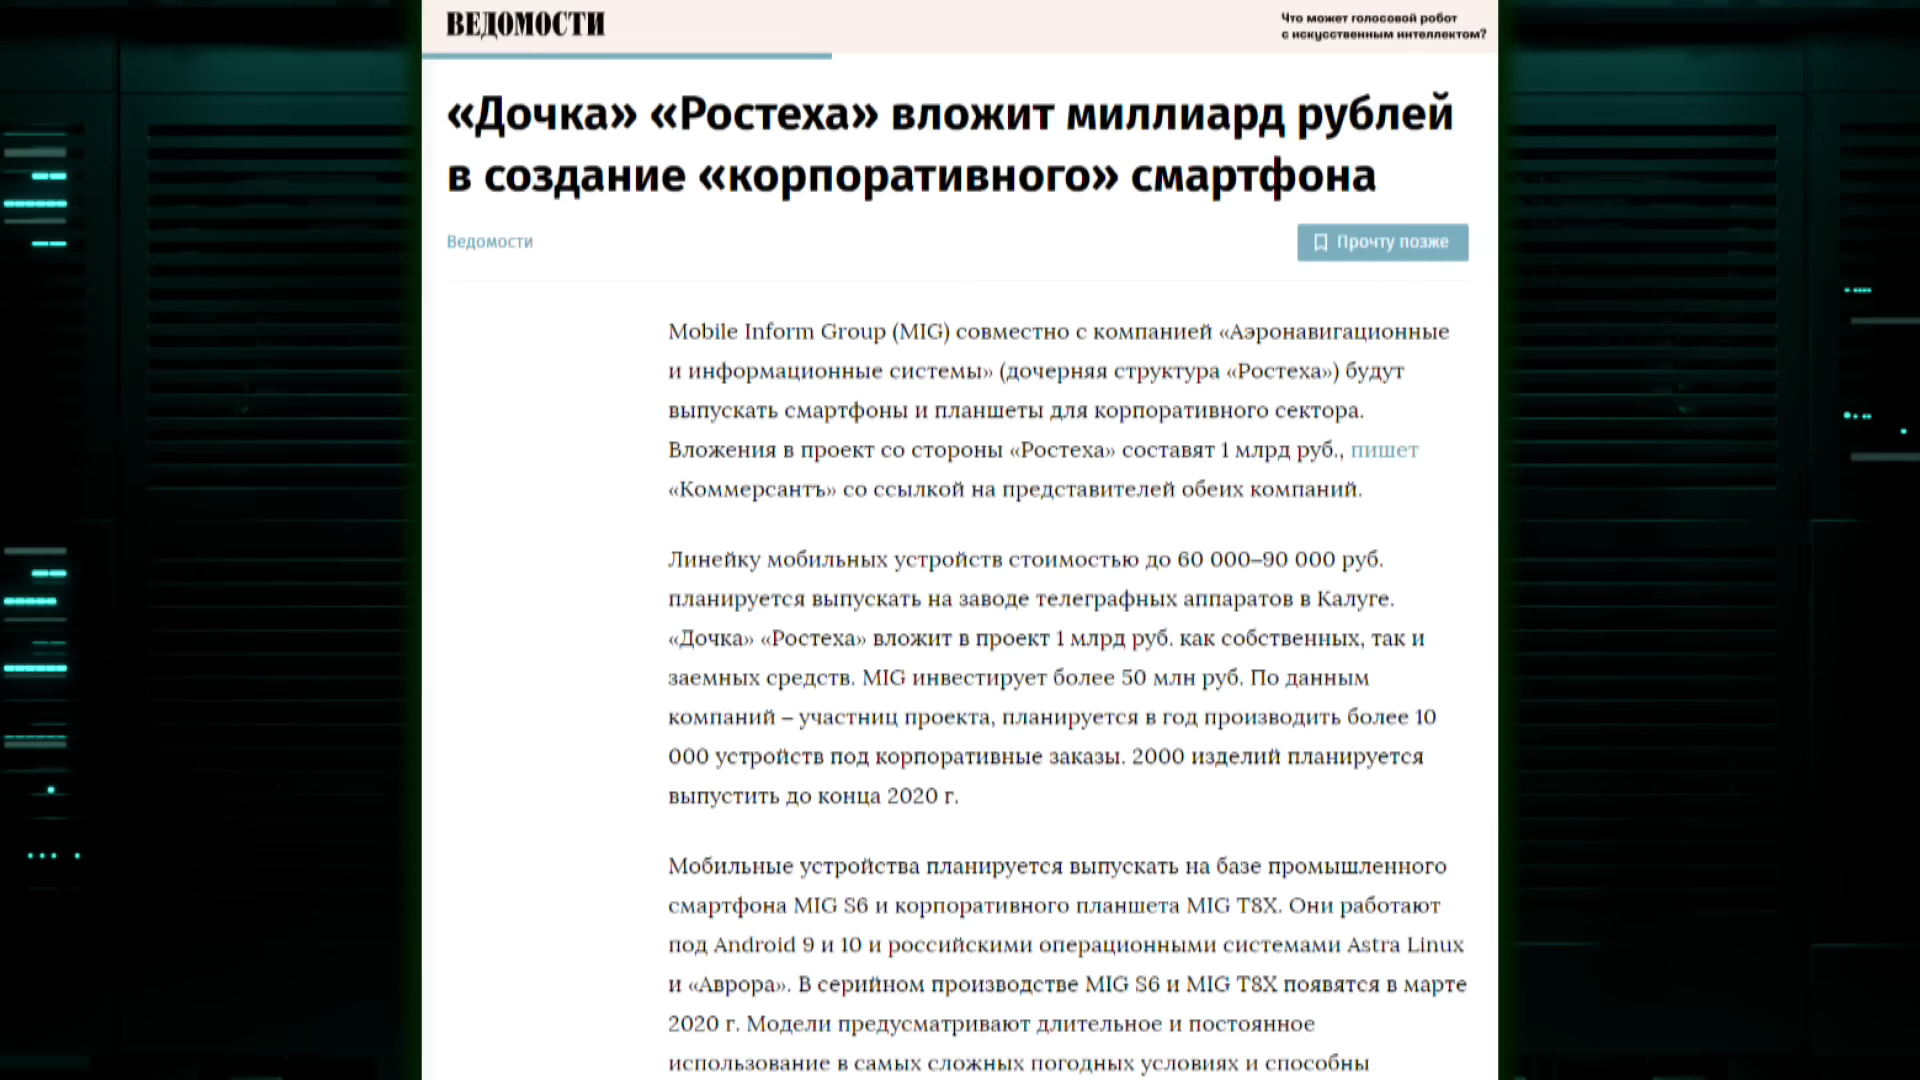 ВЕДОМОСТИ
Что может голосовой робот
с искусственным интеллектом?
«Дочка» «Ростеха» вложит миллиард рублей
в создание «корпоративного» смартфона
Ведомости
Прочту позже
Mobile Inform Group (MIG) совместно с компанией «Аэронавигационные
и информационные системы» (дочерняя структура «Ростеха») будут
выпускать смартфоны и планшеты для корпоративного сектора.
Вложения в проект со стороны «Ростеха» составят 1 млрд руб., пишет
«Коммерсантъ» со ссылкой на представителей обеих компаний.
Линейку мобильных устройств стоимостью до 60 000–90 000 руб.
планируется выпускать на заводе телеграфных аппаратов в Калуге.
«Дочка» «Ростеха» вложит в проект 1 млрд руб. как собственных, так и
заемных средств. MIG инвестирует более 50 млн руб. По данным
компаний – участниц проекта, планируется в год производить более 10
000 устройств под корпоративные заказы. 2000 изделий планируется
выпустить до конца 2020 г.
Мобильные устройства планируется выпускать на базе промышленного
смартфона MIG S6 и корпоративного планшета MIG T8X. Они работают
под Android 9 и 10 и российскими операционными системами Astra Linux
и «Аврора». В серийном производстве MIG S6 и MIG T8X появятся в марте
2020 г. Модели предусматривают длительное и постоянное
использование в самых сложных погодных условиях и способны